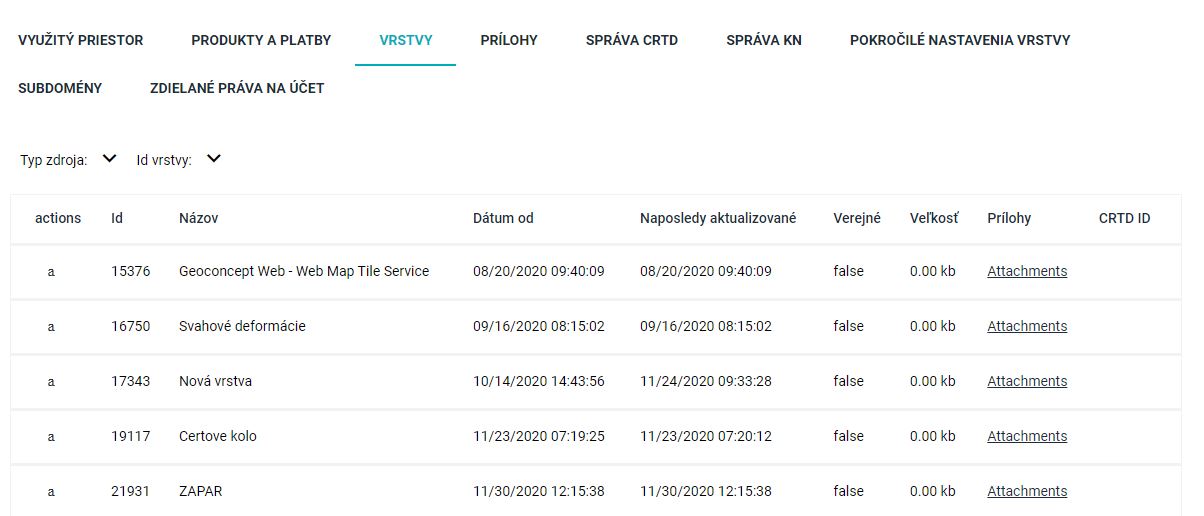 VYUŽITÝ PRIESTOR PRODUKTY A PLATBY VRSTVY PRÍLOHY SPRÁVA CRTD SPRÁVA KN POKROČILÉ NASTAVENIA VRSTVY
SUBDOMÉNY ZDIELANÉ PRÁVA NA ÚČET
Typ zdroja: Id vrstvy:
actions Id Názov Dátum od Naposledy aktualizované Verejné Veľkosť Prílohy CRTD ID
a 15376 Geoconcept Web - Web Map Tile Service 08/20/2020 09:40:09 08/20/2020 09:40:09 false 0.00 kb Attachments
a 16750 Svahové deformácie 09/16/2020 08:15:02 09/16/2020 08:15:02 false 0.00 kb Attachments
a 17343 Nová vrstva 10/14/2020 14:43:56 11/24/2020 09:33:28 false 0.00 kb Attachments
a 19117 Certove kolo 11/23/2020 07:19:25 11/23/2020 07:20:12 false 0.00 kb Attachments
a 21931 ZAPAR 11/30/2020 12:15:38 11/30/2020 12:15:38 false 0.00 kb Attachments